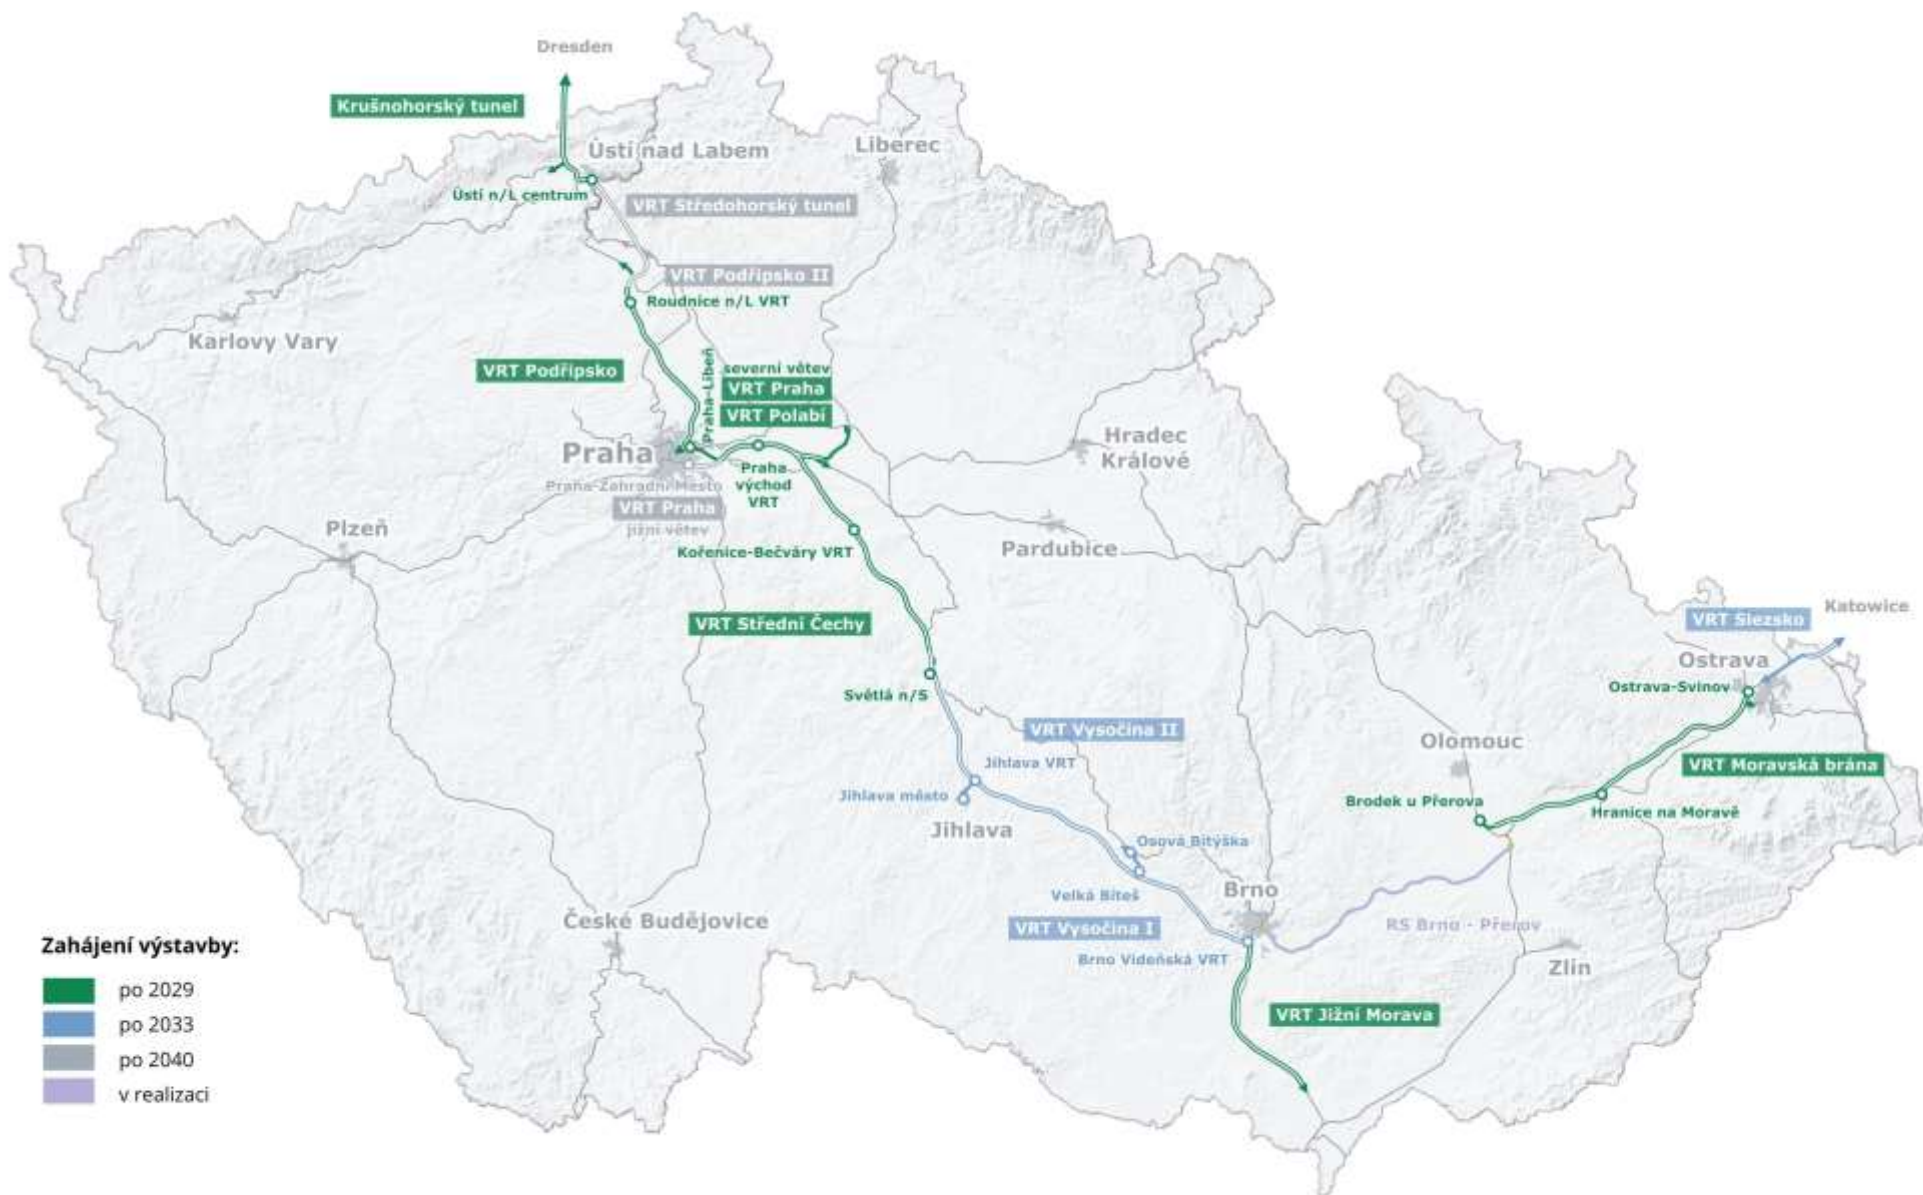 Dresden
Krušnohorský tunel
Ústí nad Labem
Liberec
Ústí n/L centrum
VRT Středohorský tunel
VRT Podřipsko II
Roudnice n/L VRT
Karlovy Vary
VRT Podřipsko
Praha-Libeň
severní větev
VRT Praha
VRT Polabí
Praha
Praha
východ
VRT
Hradec
Králové
Praha-Zahradní Město
VRT Praha
jižní větev
Plzeň
Kořenice-Bečváry VRT
Pardubice
VRT Střední Čechy
Katowice
VRT Slezsko
Ostrava
Ostrava-Svinov
Světlá n/S
VRT Vysočina II
Olomouc
Jihlava VRT
VRT Moravská brána
Jihlava město
Brodek u Přerova
Hranice na Moravě
Jihlava
Osová Bítýška
Velká Bíteš
Brno
České Budějovice
VRT Vysočina I
RS Brno - Přerov
Brno Vídeňská VRT
Zlín
VRT Jižní Morava
Zahájení výstavby:
po 2029
po 2033
po 2040
v realizaci